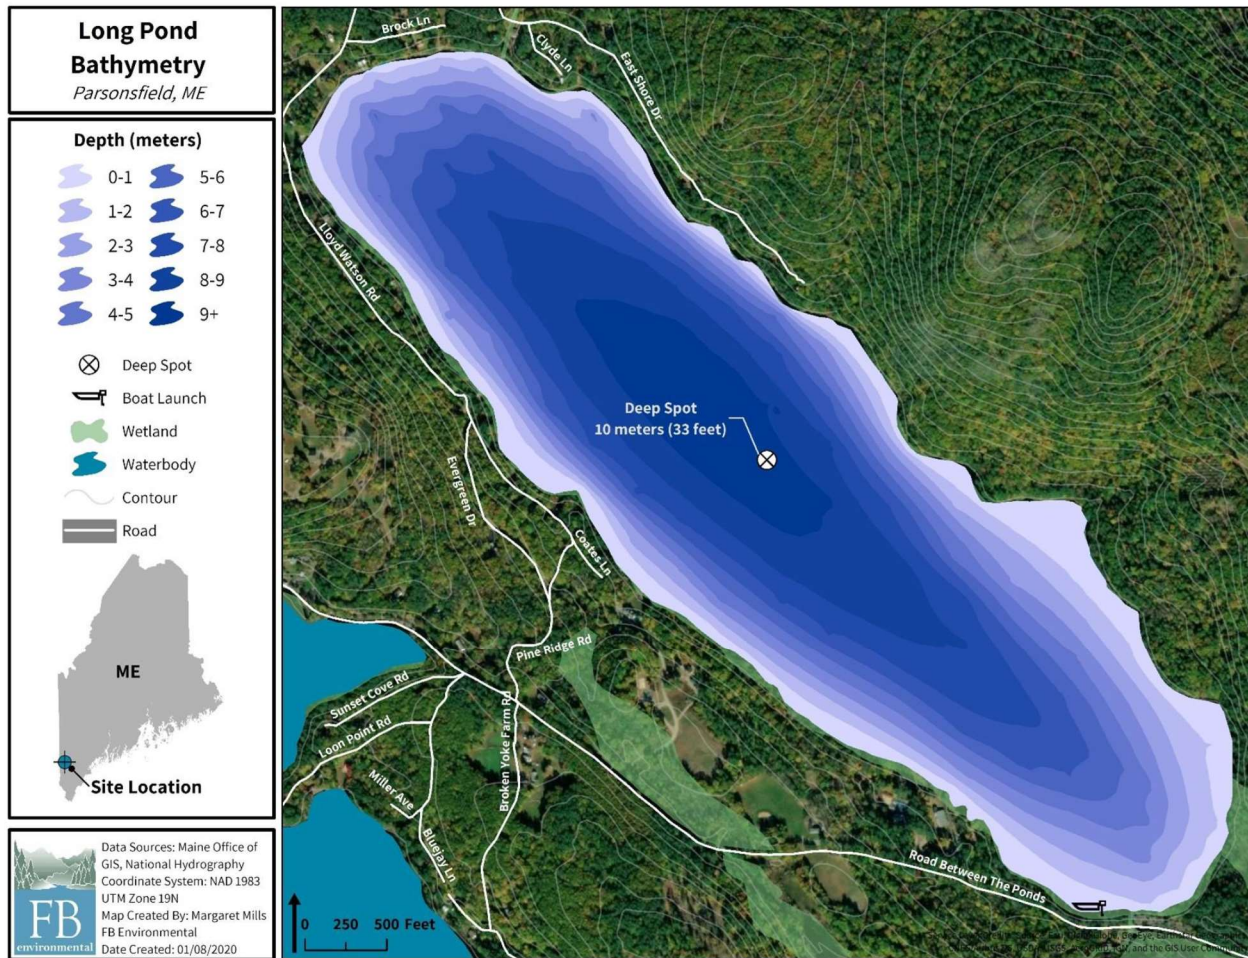 Long Pond
Bathymetry
Parsonsfield, ME
Depth (meters)
0-1
5-6
1-2
6-7
2-3
7-8
3-4
8-9
4-5
9+
Deep Spot
Boat Launch
Wetland
Waterbody
Contour
Road
ME
Site Location
FB
environmental
Data Sources: Maine Office of
GIS, National Hydrography
Coordinate System: NAD 1983
UTM Zone 19N
Map Created By: Margaret Mills
FB Environmental
Date Created: 01/08/2020
Brock Ln
Clyde Ln
East Shore Dr
Lloyd Watson Rd
Deep Spot
10 meters (33 feet)
Evergreen Dr
Coates Ln
Pine Ridge Rd
Sunset Cove Rd
Loon Point Rd
Broken Yoke Farm Rd
Miller Ave
Bluejay Ln
Road Between The Ponds
0 250 500 Feet
and the GIS User